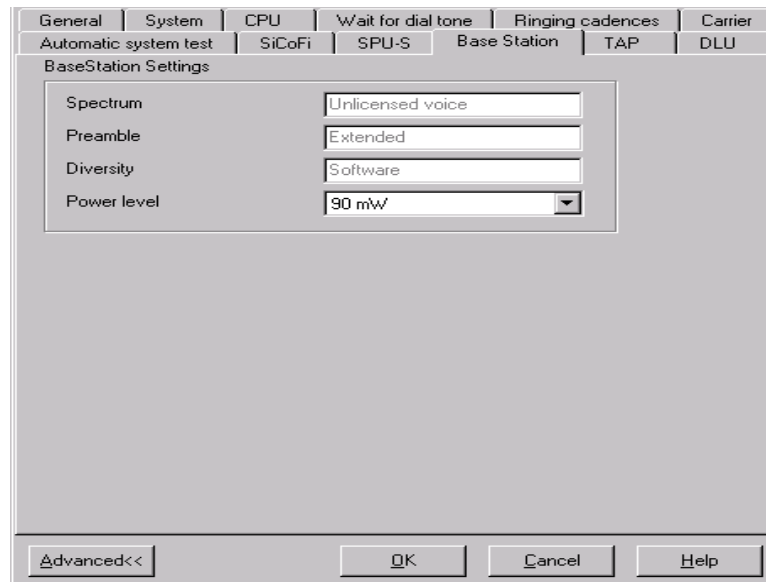 General System CPU Wait for dial tone Ringing cadences Carrier
Automatic system test SiCoFi SPU-S Base Station TAP DLU
BaseStation Settings
Spectrum Unlicensed voice
Preamble Extended
Diversity Software
Power level 90 mW
Advanced<< OK Cancel Help